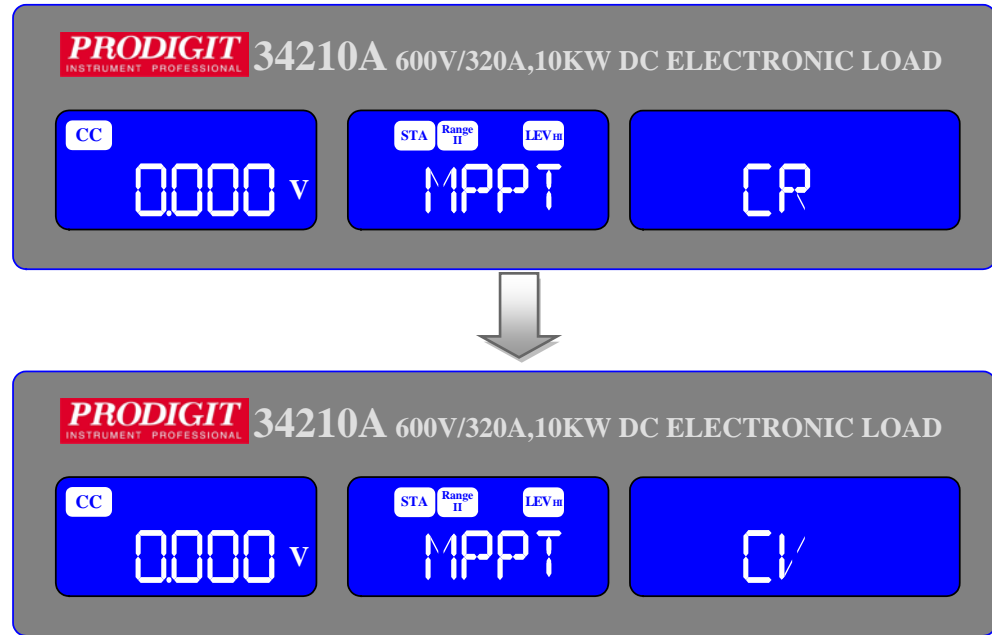 PRODIGIT
INSTRUMENT PROFESSIONAL
34210A 600V/320A,10KW DC ELECTRONIC LOAD
CC
0.000 V
STA Range II LEV HI
MPPT
CR
PRODIGIT
INSTRUMENT PROFESSIONAL
34210A 600V/320A,10KW DC ELECTRONIC LOAD
CC
0.000 V
STA Range II LEV HI
MPPT
CV